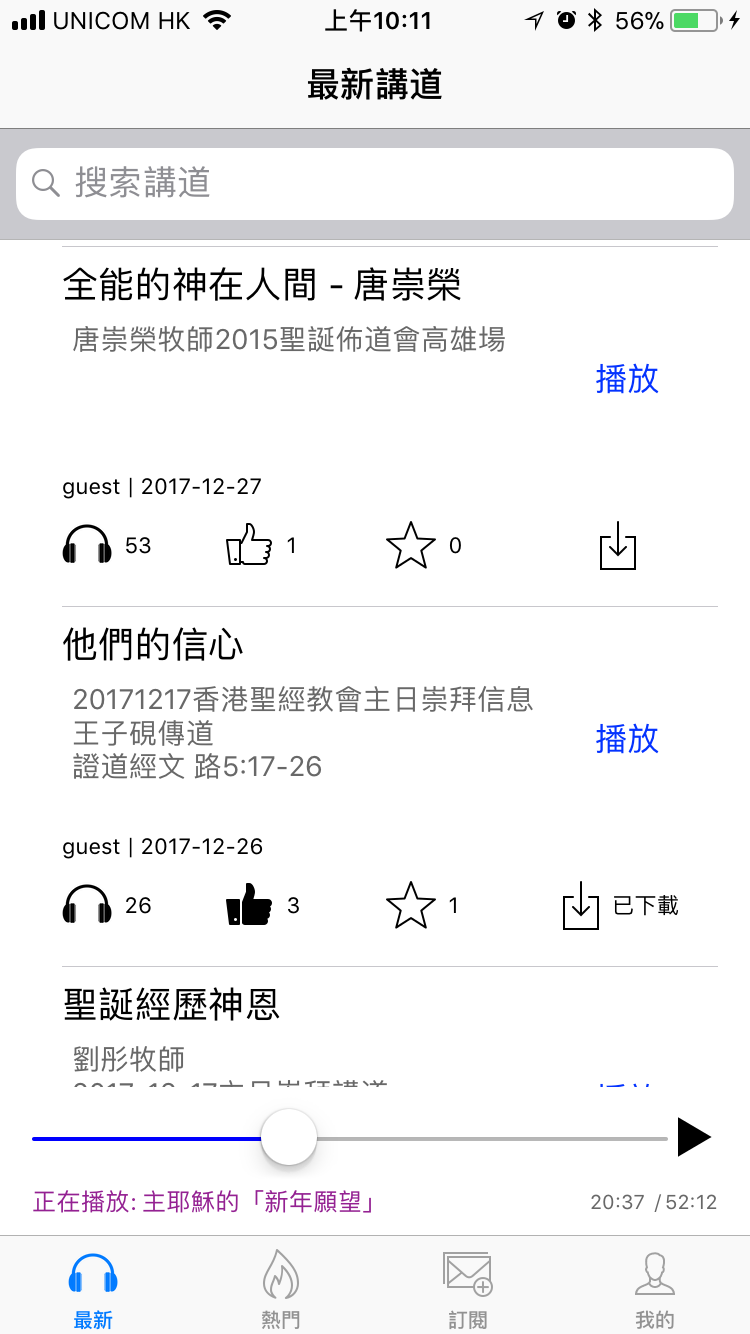 UNICOM HK 上午10:11 56%
最新講道
搜索講道
全能的神在人間 - 唐崇榮
唐崇榮牧師2015聖誕佈道會高雄場
播放
guest | 2017-12-27
53 1 0
他們的信心
20171217香港聖經教會主日崇拜信息
王子硯傳道
播放
證道經文 路5:17-26
guest | 2017-12-26
26 3 1 已下載
聖誕經歷神恩
劉彤牧師
正在播放: 主耶穌的「新年願望」 20:37 / 52:12
最新 熱門 訂閱 我的